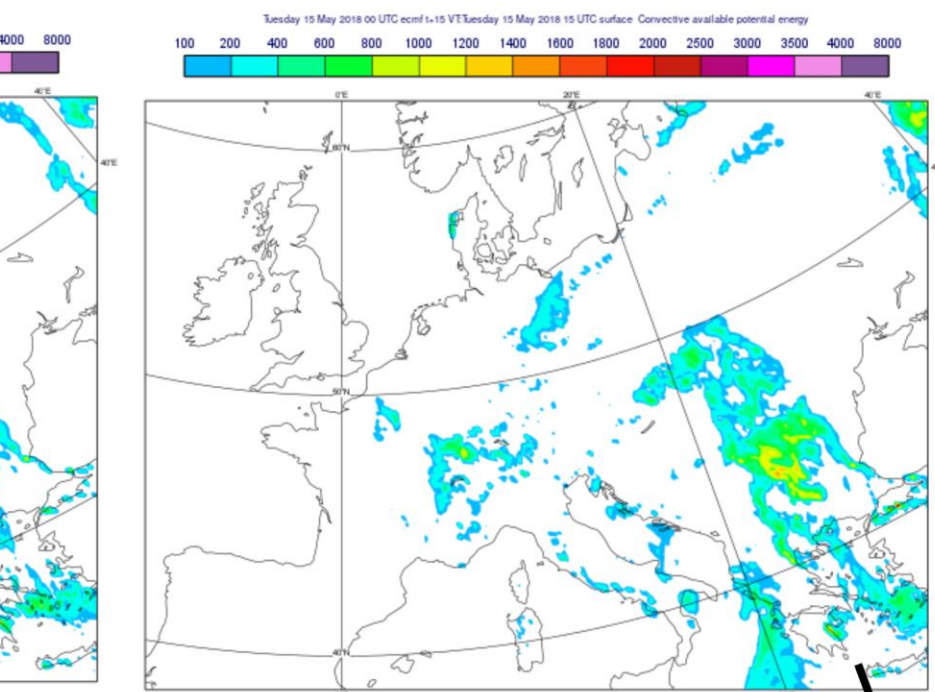 Tuesday 15 May 2018 00 UTC ecmf t+15 VT:Tuesday 15 May 2018 15 UTC surface Convective available potential energy
4000 8000
100 200 400 600 800 1000 1200 1400 1600 1800 2000 2500 3000 3500 4000 8000
40°E
0°E 20°E 40°E
60°N
40°E
50°N
40°N